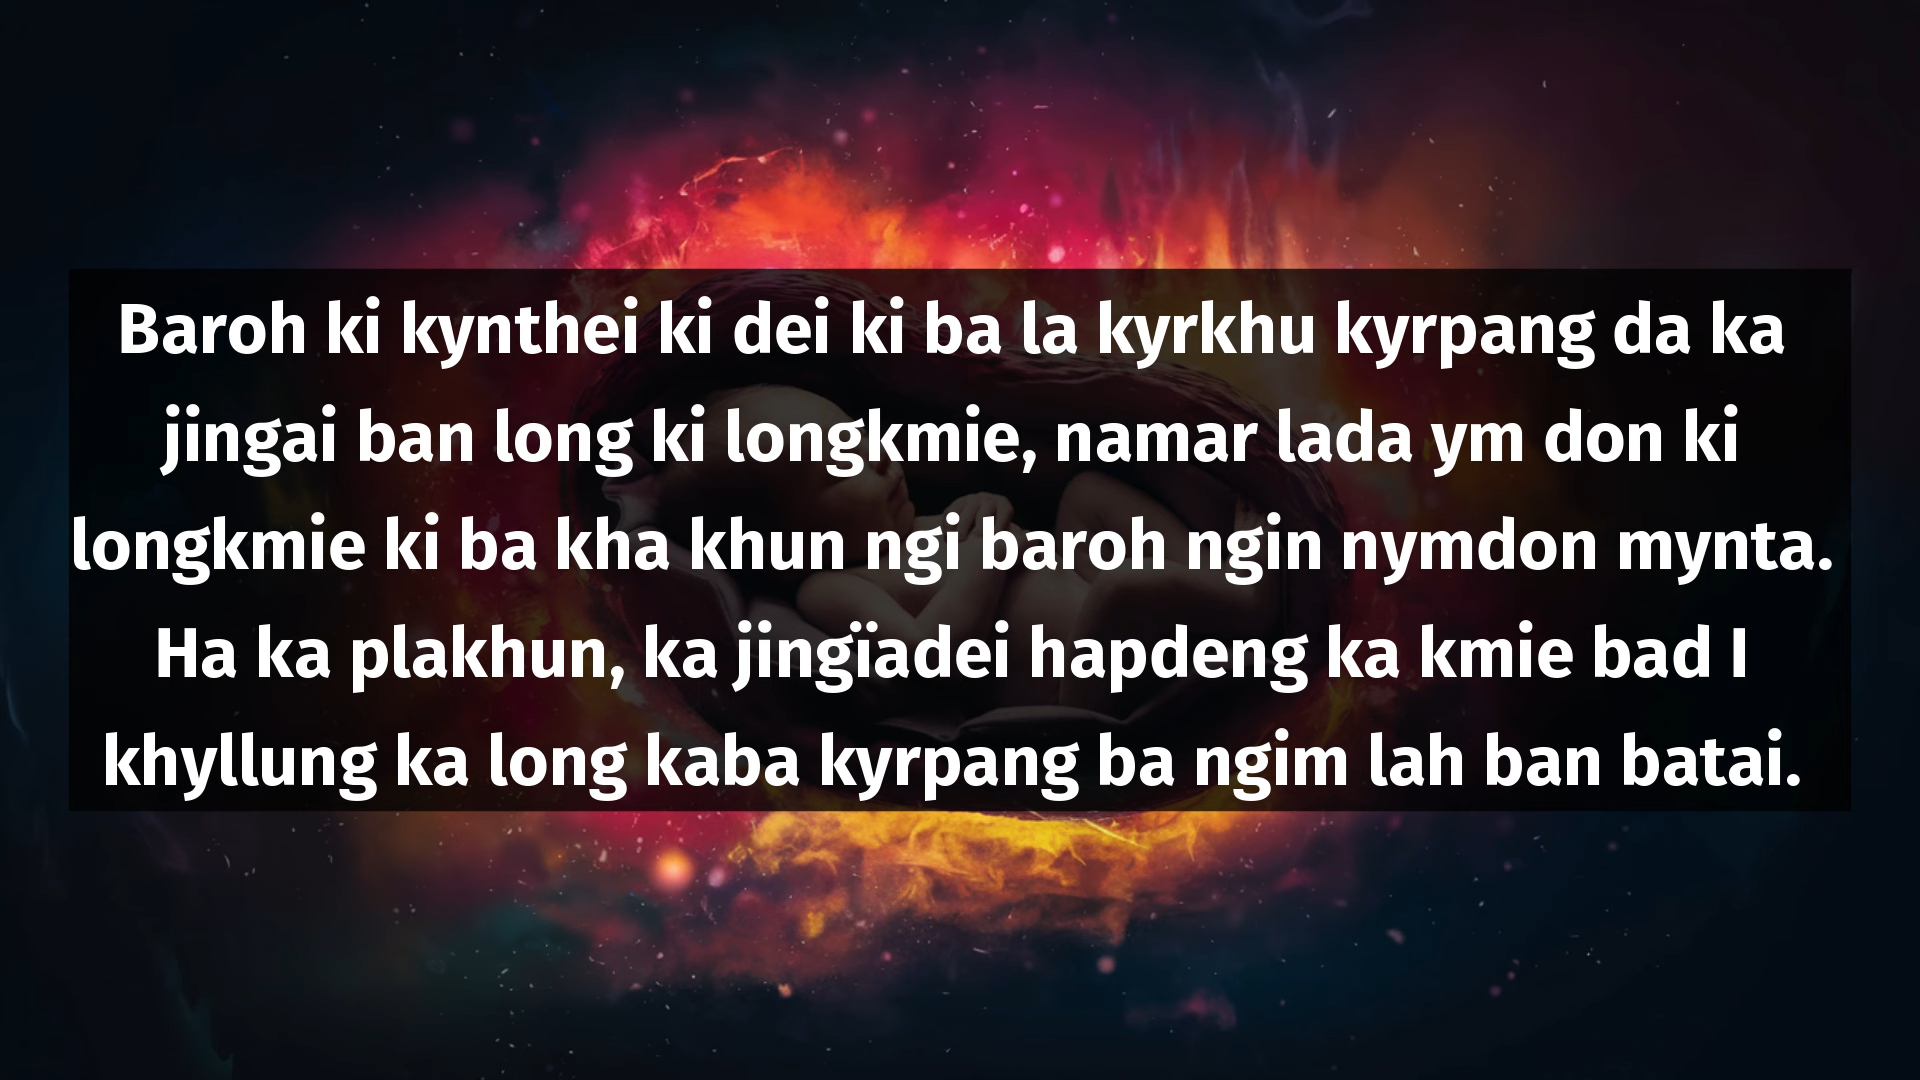 Baroh ki kynthei ki dei ki ba la kyrkhu kyrpang da ka
jingai ban long ki longkmie, namar lada ym don ki
longkmie ki ba kha khun ngi baroh ngin nymdon mynta.
Ha ka plakhun, ka jingïadei hapdeng ka kmie bad I
khyllung ka long kaba kyrpang ba ngim lah ban batai.